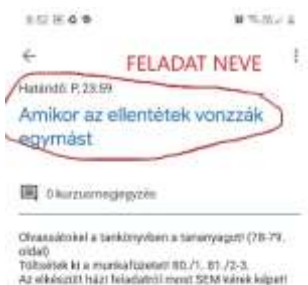 FELADAT NEVE
Határidő: P, 23:59
Amikor az ellentétek vonzzák
egymást
0 kurzusmegjegyzés
Olvassátok el a tankönyvben a tananyagot! (78-79.
oldal)
Töltsétek ki a munkafüzetet! 80./1. 81./2-3.
Az elkészült házi feladatról most SEM kérek képet!